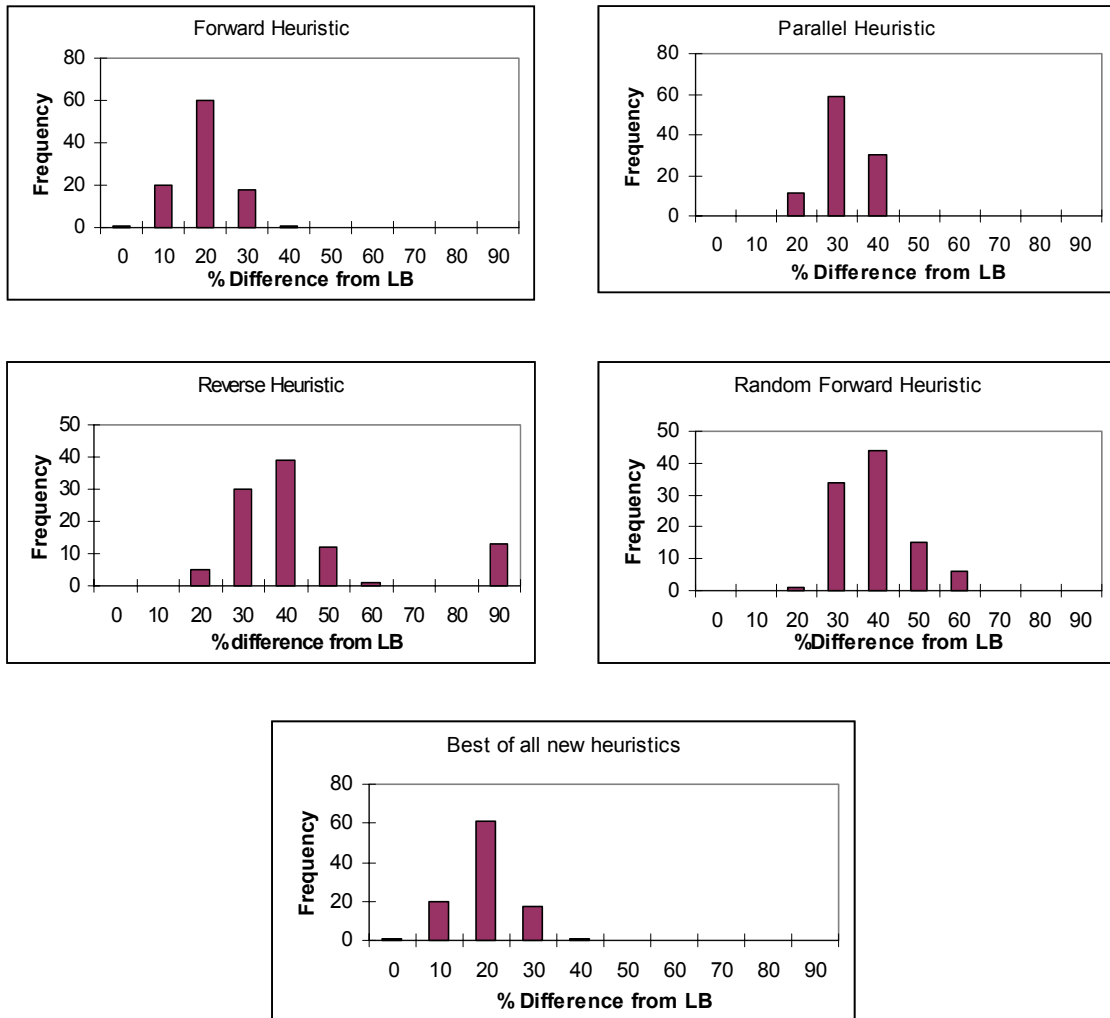 Forward Heuristic
80
60
40
20
0
Frequency
0 10 20 30 40 50 60 70 80 90
% Difference from LB
Parallel Heuristic
80
60
40
20
0
Frequency
0 10 20 30 40 50 60 70 80 90
% Difference from LB
Reverse Heuristic
50
40
30
20
10
0
Frequency
0 10 20 30 40 50 60 70 80 90
% difference from LB
Random Forward Heuristic
50
40
30
20
10
0
Frequency
0 10 20 30 40 50 60 70 80 90
%Difference from LB
Best of all new heuristics
80
60
40
20
0
Frequency
0 10 20 30 40 50 60 70 80 90
% Difference from LB